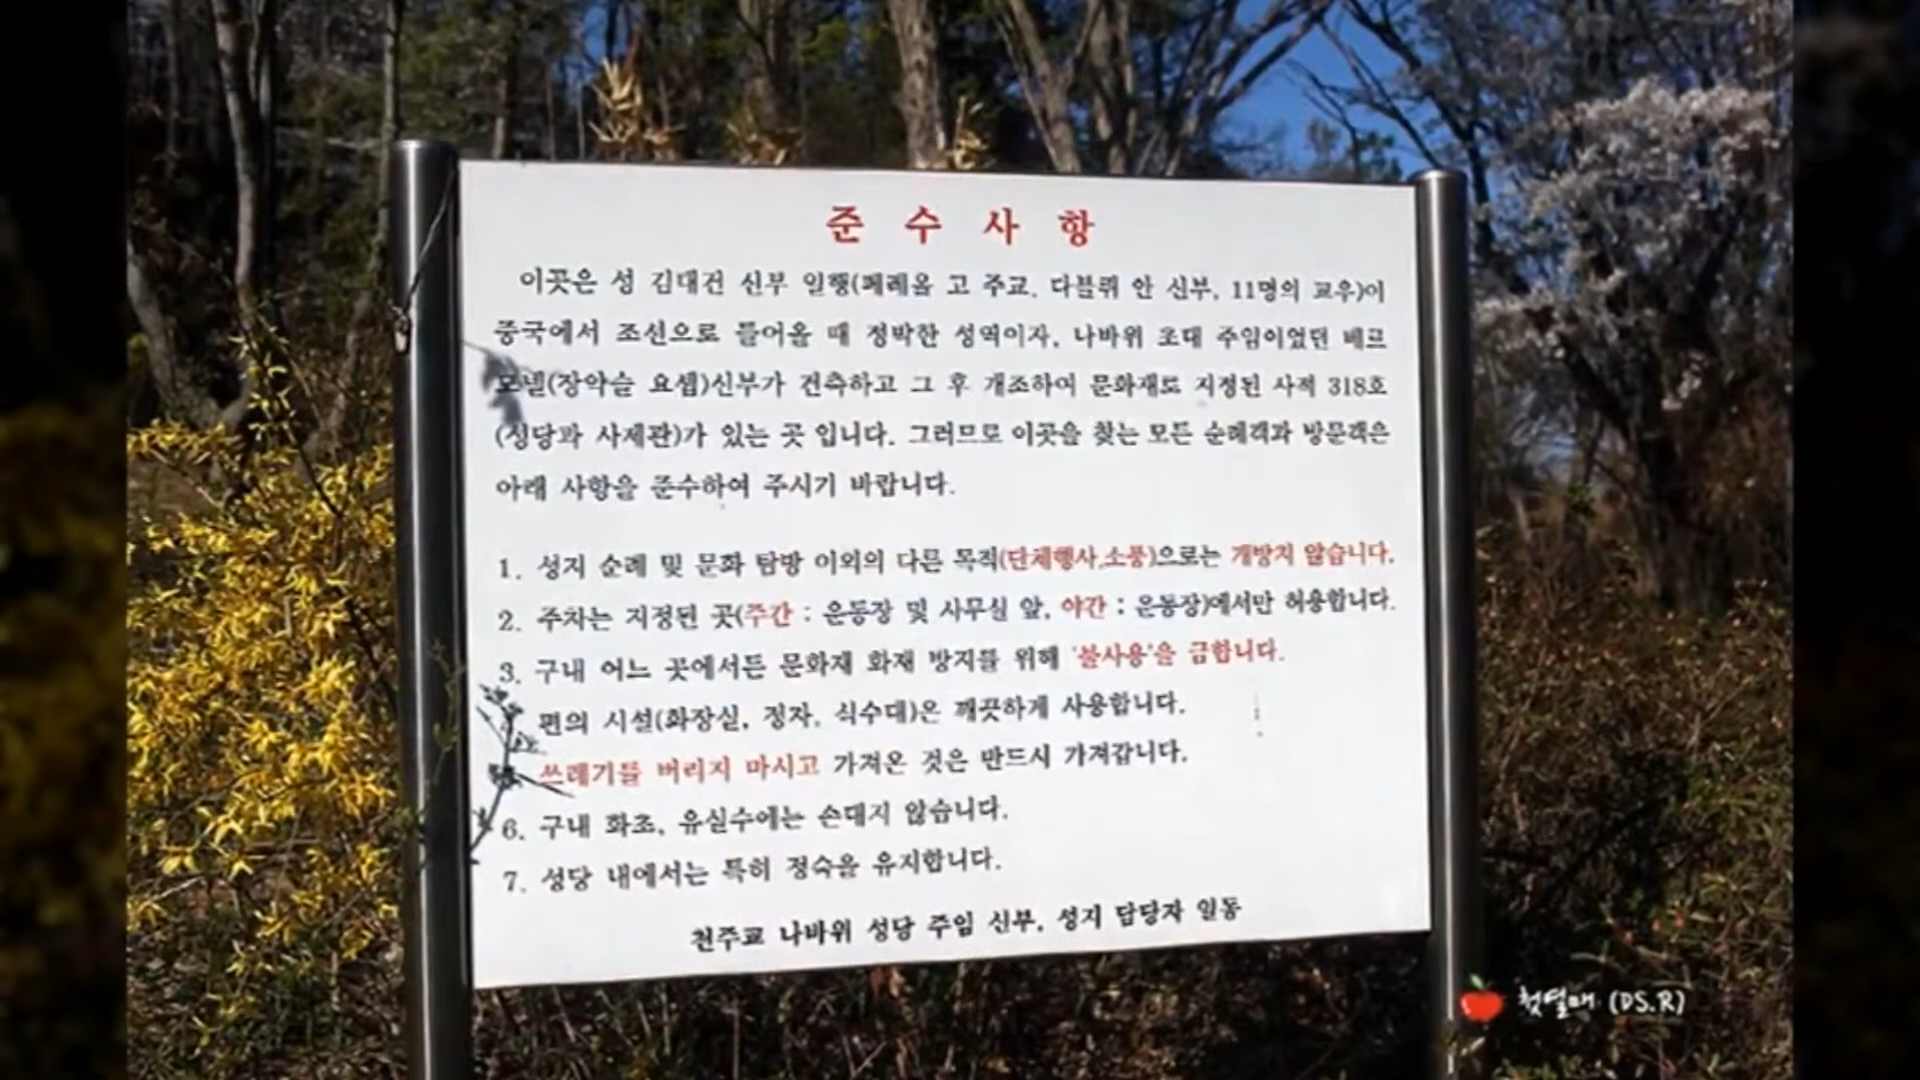 준 수 사 항
이곳은 성 김대건 신부 일행(페레올 고 주교, 다블뤼 안 신부, 11명의 교우)이
중국에서 조선으로 들어올 때 정박한 성역이자, 나바위 초대 주임이었던 베르
모넬(장약슬 요셉)신부가 건축하고 그 후 개조하여 문화재로 지정된 사적 318호
(성당과 사제관)가 있는 곳 입니다. 그러므로 이곳을 찾는 모든 순례객과 방문객은
아래 사항을 준수하여 주시기 바랍니다.
1. 성지 순례 및 문화 탐방 이외의 다른 목적(단체행사,소풍)으로는 개방치 않습니다.
2. 주차는 지정된 곳(주간 : 운동장 및 사무실 앞, 야간 : 운동장)에서만 허용합니다.
3. 구내 어느 곳에서든 문화재 화재 방지를 위해 '불사용'을 금합니다.
편의 시설(화장실, 정자, 식수대)은 깨끗하게 사용합니다.
쓰레기를 버리지 마시고 가져온 것은 반드시 가져갑니다.
6. 구내 화초, 유실수에는 손대지 않습니다.
7. 성당 내에서는 특히 정숙을 유지합니다.
천주교 나바위 성당 주임 신부, 성지 담당자 일동
첫열매 (DS.R)